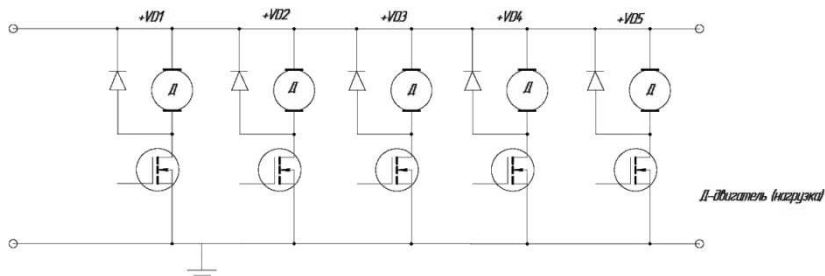 +VD1 +VD2 +VD3 +VD4 +VD5
Д Д Д Д Д
Д-двигатель (нагрузка)